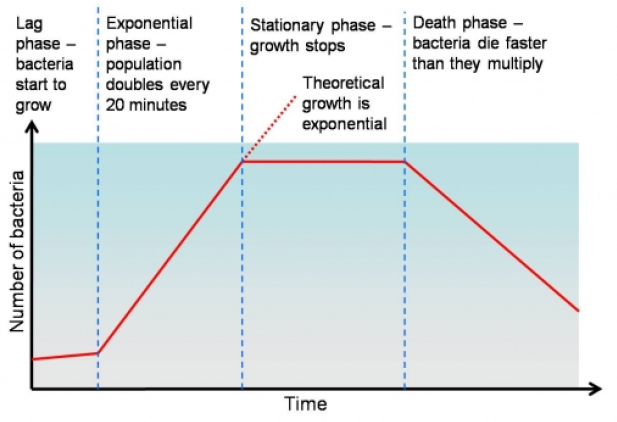 Lag
phase –
bacteria
start to
grow
Exponential
phase –
population
doubles every
20 minutes
Stationary phase –
growth stops
Theoretical
growth is
exponential
Death phase –
bacteria die faster
than they multiply
Number of bacteria
Time